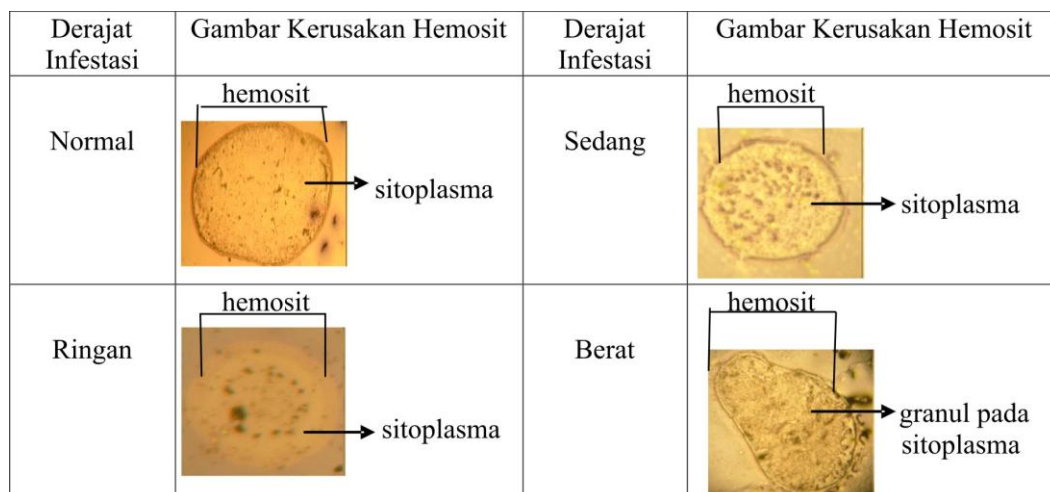 Derajat
Infestasi
Gambar Kerusakan Hemosit
Derajat
Infestasi
Gambar Kerusakan Hemosit
Normal
hemosit
sitoplasma
Sedang
hemosit
sitoplasma
Ringan
hemosit
sitoplasma
Berat
hemosit
granul pada
sitoplasma